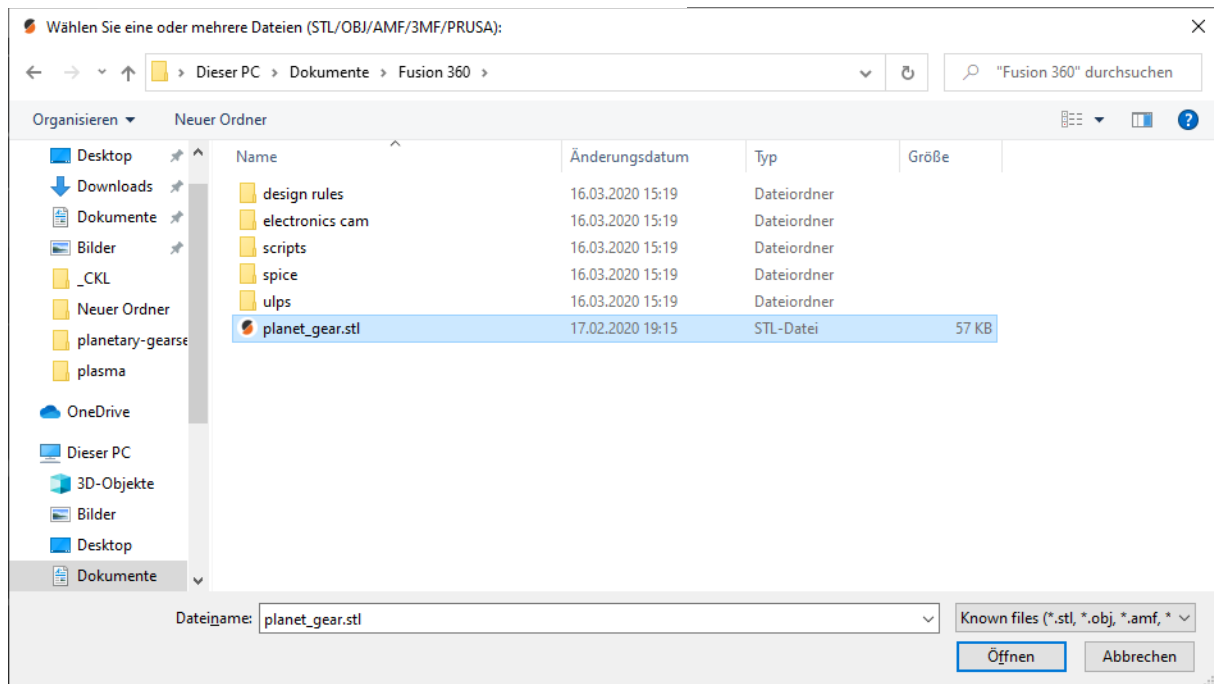 Wählen Sie eine oder mehrere Dateien (STL/OBJ/AMF/3MF/PRUSA):
Dieser PC > Dokumente > Fusion 360 >
"Fusion 360" durchsuchen
Organisieren
Neuer Ordner
Desktop
Downloads
Dokumente
Bilder
_CKL
Neuer Ordner
planetary-gearse
plasma
OneDrive
Dieser PC
3D-Objekte
Bilder
Desktop
Dokumente
Name Änderungsdatum Typ Größe
design rules 16.03.2020 15:19 Dateiordner
electronics cam 16.03.2020 15:19 Dateiordner
scripts 16.03.2020 15:19 Dateiordner
spice 16.03.2020 15:19 Dateiordner
ulps 16.03.2020 15:19 Dateiordner
planet_gear.stl 17.02.2020 19:15 STL-Datei 57 KB
Dateiname: planet_gear.stl
Known files (*.stl, *.obj, *.amf, *
Öffnen
Abbrechen